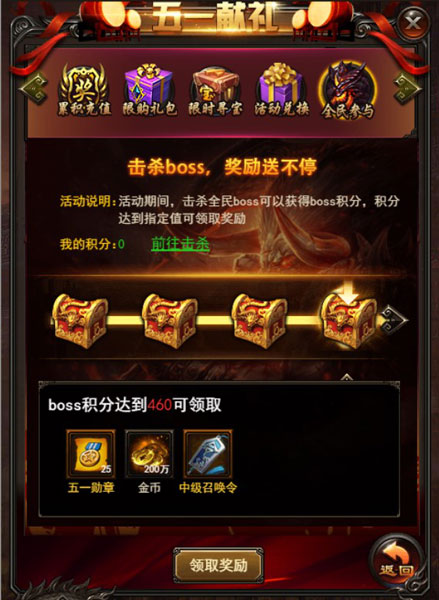 五一献礼
奖
宝
累积充值
限购礼包
限时寻宝
活动兑换
全民参与
击杀boss，奖励送不停
活动说明:活动期间，击杀全民boss可以获得boss积分，积分
达到指定值可领取奖励
我的积分:0 前往击杀
boss积分达到460可领取
25
200万
五一勋章
金币
中级召唤令
领取奖励
返回